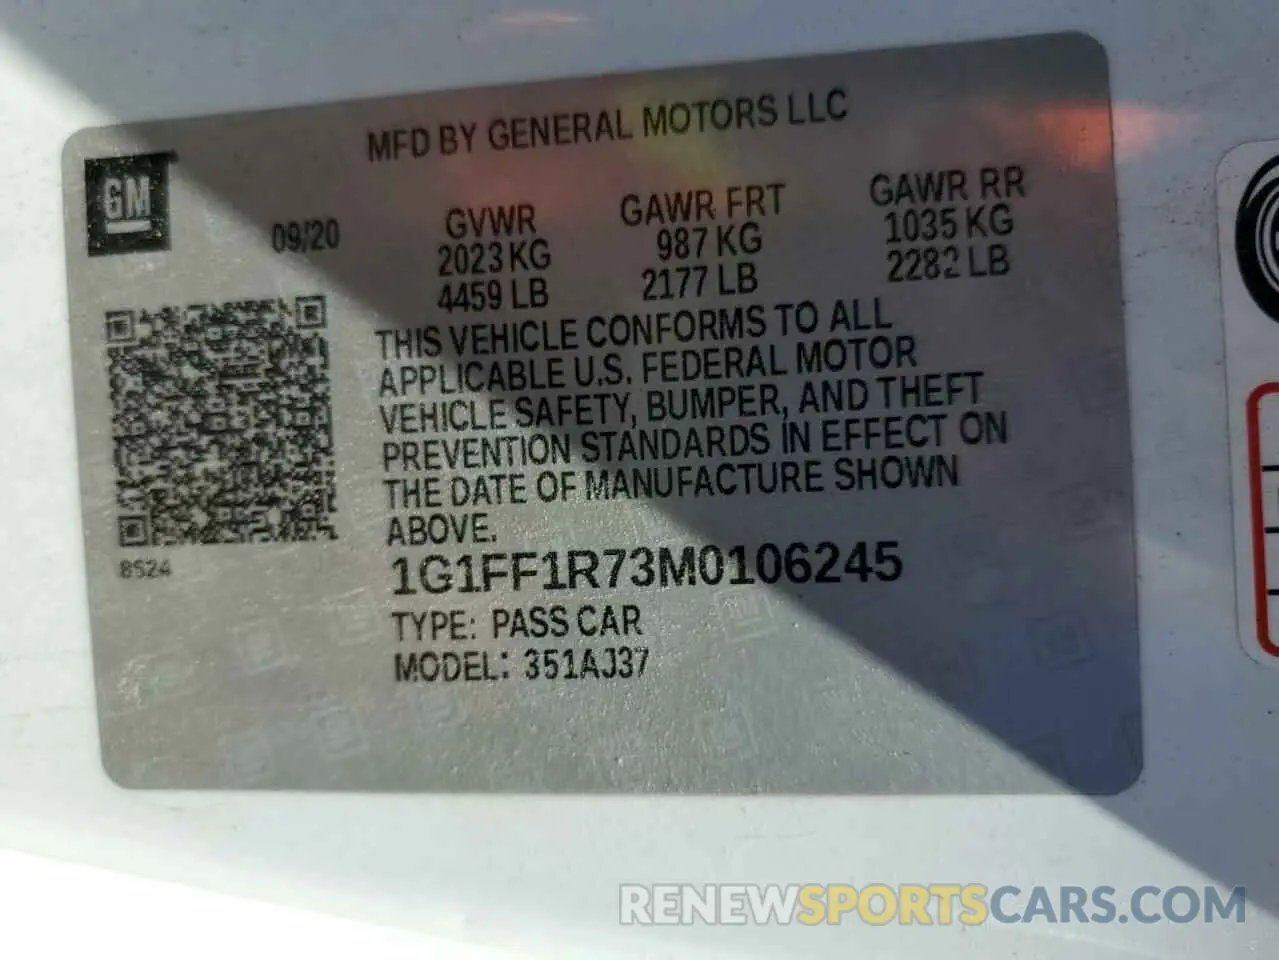 MFD BY GENERAL MOTORS LLC
GM
09/20
GVWR GAWR FRT GAWR RR
2023 KG 987 KG 1035 KG
4459 LB 2177 LB 2282 LB
THIS VEHICLE CONFORMS TO ALL
APPLICABLE U.S. FEDERAL MOTOR
VEHICLE SAFETY, BUMPER, AND THEFT
PREVENTION STANDARDS IN EFFECT ON
THE DATE OF MANUFACTURE SHOWN
ABOVE.
8524
1G1FF1R73M0106245
TYPE: PASS CAR
MODEL: 351AJ37
RENEWSPORTSCARS.COM